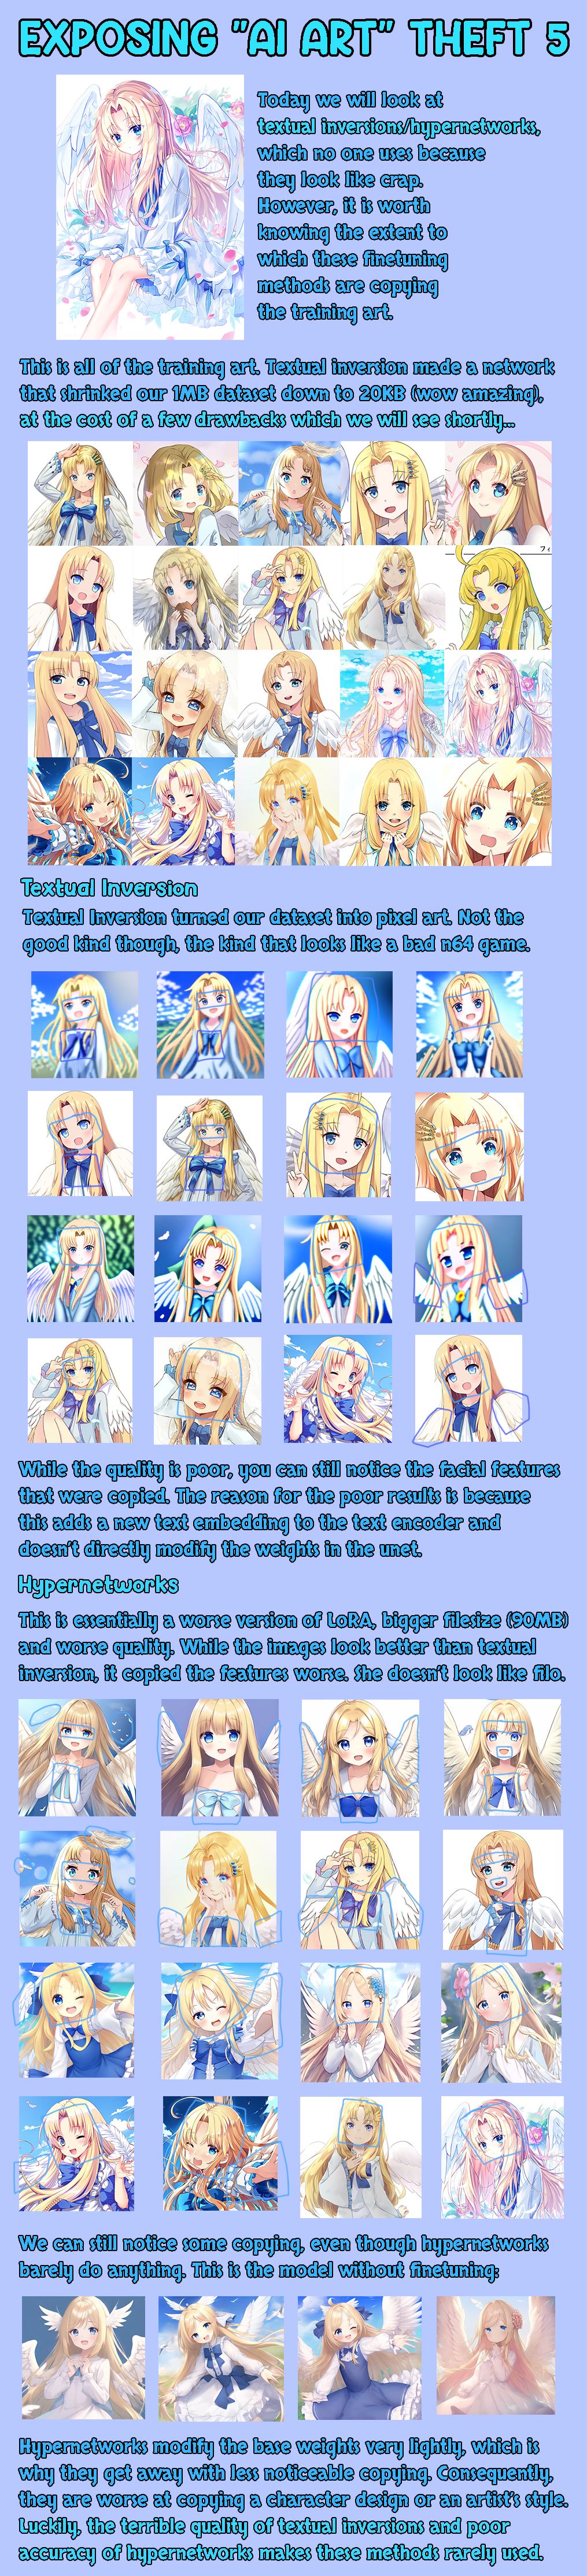 EXPOSING "AI ART" THEFT 5
Today we will look at
textual inversions/hypernetworks,
which no one uses because
they look like crap.
However, it is worth
knowing the extent to
which these finetuning
methods are copying
the training art.
This is all of the training art. Textual inversion made a network
that shrinked our 1MB dataset down to 20KB (wow amazing),
at the cost of a few drawbacks which we will see shortly...
フィ
Textual Inversion
Textual Inversion turned our dataset into pixel art. Not the
good kind though, the kind that looks like a bad n64 game.
While the quality is poor, you can still notice the facial features
that were copied. The reason for the poor results is because
this adds a new text embedding to the text encoder and
doesn't directly modify the weights in the unet.
Hypernetworks
This is essentially a worse version of LoRA, bigger filesize (90MB)
and worse quality. While the images look better than textual
inversion, it copied the features worse. She doesn't look like filo.
We can still notice some copying, even though hypernetworks
barely do anything. This is the model without finetuning:
Hypernetworks modify the base weights very lightly, which is
why they get away with less noticeable copying. Consequently,
they are worse at copying a character design or an artist's style.
Luckily, the terrible quality of textual inversions and poor
accuracy of hypernetworks makes these methods rarely used.